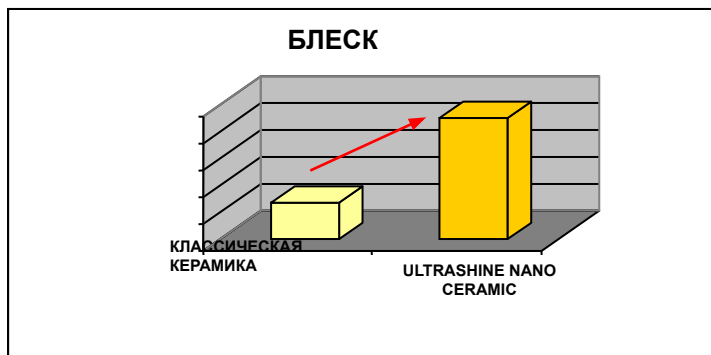 БЛЕСК
КЛАССИЧЕСКАЯ
КЕРАМИКА
ULTRASHINE NANO
CERAMIC